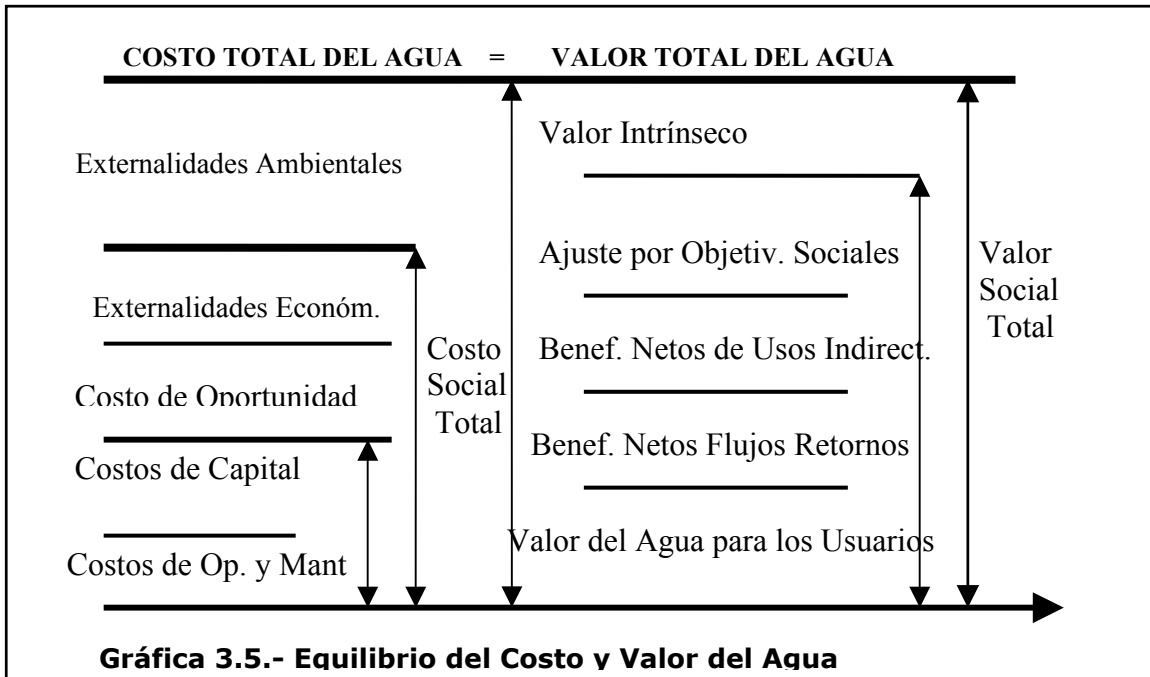 COSTO TOTAL DEL AGUA = VALOR TOTAL DEL AGUA
Externalidades Ambientales
Externalidades Económ.
Costo de Oportunidad
Costos de Capital
Costos de Op. y Mant
Costo
Social
Total
Valor Intrínseco
Ajuste por Objetiv. Sociales
Benef. Netos de Usos Indirect.
Benef. Netos Flujos Retornos
Valor del Agua para los Usuarios
Valor
Social
Total
Gráfica 3.5.- Equilibrio del Costo y Valor del Agua